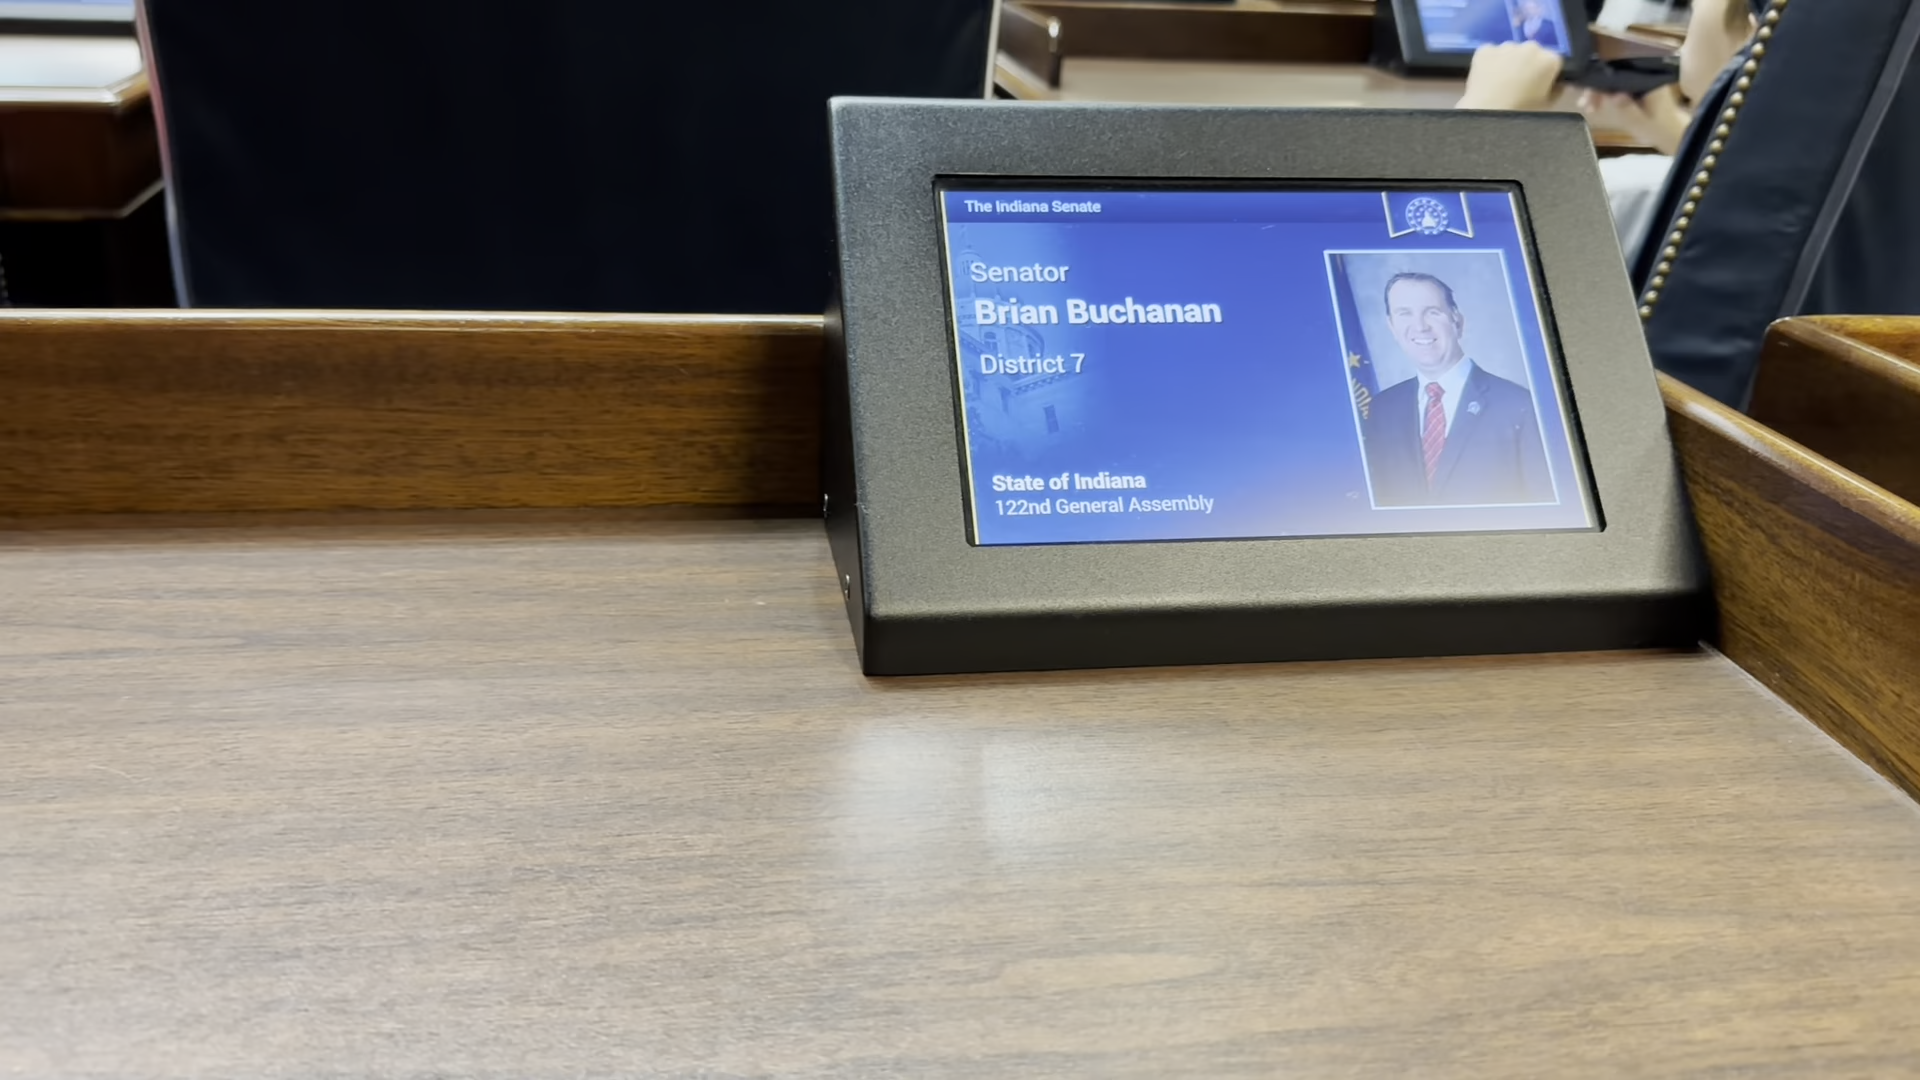 The Indiana Senate
Senator
Brian Buchanan
District 7
State of Indiana
122nd General Assembly